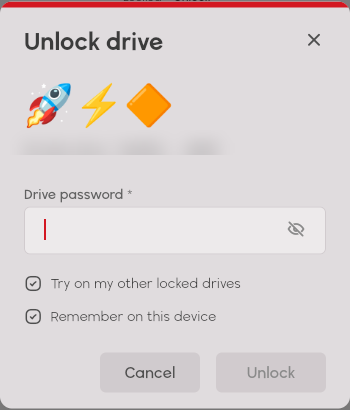 Unlock drive
🚀⚡🔶
Drive password *
Try on my other locked drives
Remember on this device
Cancel
Unlock